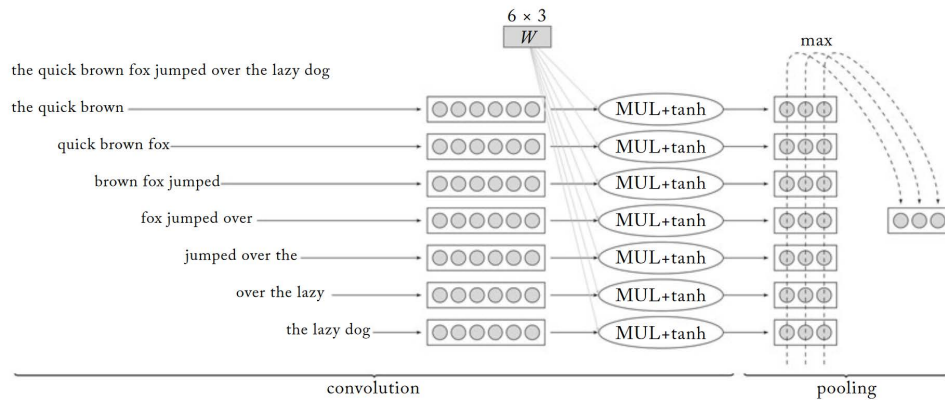 6 × 3
W
max
the quick brown fox jumped over the lazy dog
the quick brown
MUL+tanh
quick brown fox
MUL+tanh
brown fox jumped
MUL+tanh
fox jumped over
MUL+tanh
jumped over the
MUL+tanh
over the lazy
MUL+tanh
the lazy dog
MUL+tanh
convolution
pooling